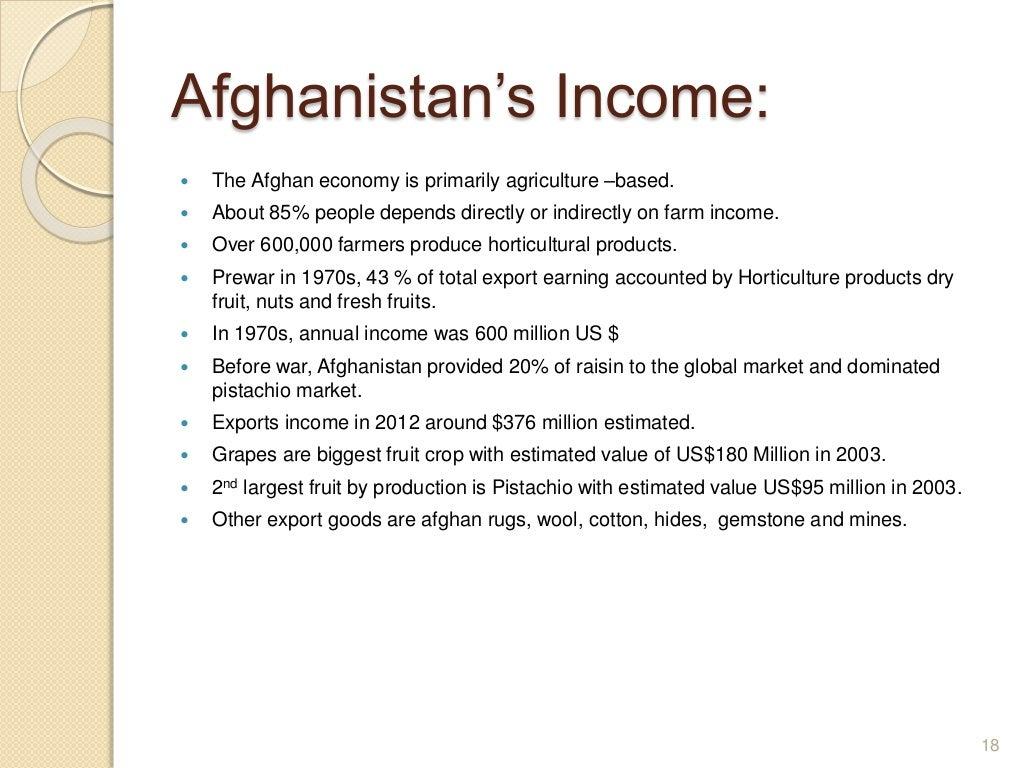 Afghanistan’s Income:
• The Afghan economy is primarily agriculture –based.
• About 85% people depends directly or indirectly on farm income.
• Over 600,000 farmers produce horticultural products.
• Prewar in 1970s, 43 % of total export earning accounted by Horticulture products dry
fruit, nuts and fresh fruits.
• In 1970s, annual income was 600 million US $
• Before war, Afghanistan provided 20% of raisin to the global market and dominated
pistachio market.
• Exports income in 2012 around $376 million estimated.
• Grapes are biggest fruit crop with estimated value of US$180 Million in 2003.
• 2nd largest fruit by production is Pistachio with estimated value US$95 million in 2003.
• Other export goods are afghan rugs, wool, cotton, hides,  gemstone and mines.
18